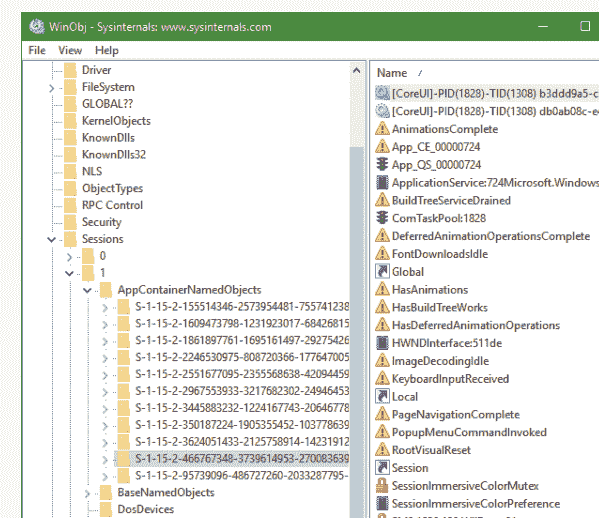 WinObj - Sysinternals: www.sysinternals.com
File View Help
Driver
FileSystem
GLOBAL??
KernelObjects
KnownDlls
KnownDlls32
NLS
ObjectTypes
RPC Control
Security
Sessions
0
1
AppContainerNamedObjects
S-1-15-2-155514346-2573954481-755741238
S-1-15-2-1609473798-1231923017-68426815
S-1-15-2-1861897761-1695161497-29275426
S-1-15-2-2246530975-808720366-177647005
S-1-15-2-2551677095-2355568638-42094459
S-1-15-2-2967553933-3217682302-24946453
S-1-15-2-3445883232-1224167743-20646778
S-1-15-2-350187224-1905355452-103778639
S-1-15-2-3624051433-2125758914-14231912
S-1-15-2-466767348-3739614953-270083639
S-1-15-2-95739096-486727260-2033287795-
BaseNamedObjects
DosDevices
Name /
[CoreUI]-PID(1828)-TID(1308) b3ddd9a5-c
[CoreUI]-PID(1828)-TID(1308) db0ab08c-e
AnimationsComplete
App_CE_00000724
App_QS_00000724
ApplicationService:724Microsoft.Windows
BuildTreeServiceDrained
ComTaskPool:1828
DeferredAnimationOperationsComplete
FontDownloadsIdle
Global
HasAnimations
HasBuildTreeWorks
HasDeferredAnimationOperations
HWNDInterface:511de
ImageDecodingIdle
KeyboardInputReceived
Local
PageNavigationComplete
PopupMenuCommandInvoked
RootVisualReset
Session
SessionImmersiveColorMutex
SessionImmersiveColorPreference